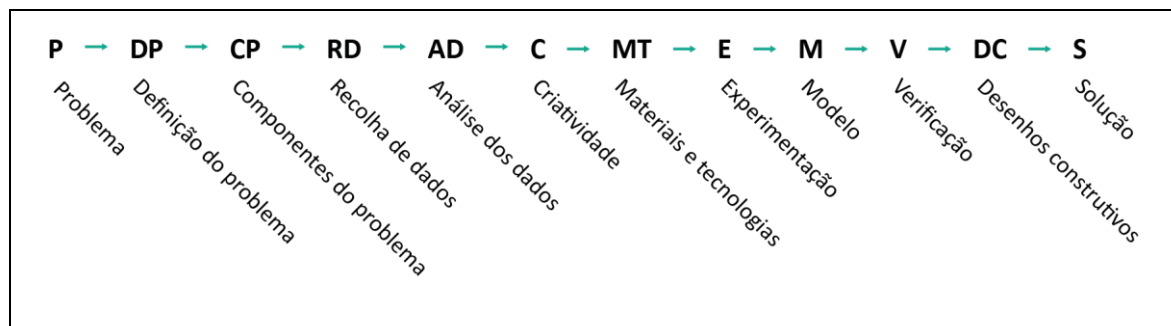 P → DP → CP → RD → AD → C → MT → E → M → V → DC → S
Problema
Definição do problema
Componentes do problema
Recolha de dados
Análise dos dados
Criatividade
Materiais e tecnologias
Experimentação
Modelo
Verificação
Desenhos construtivos
Solução